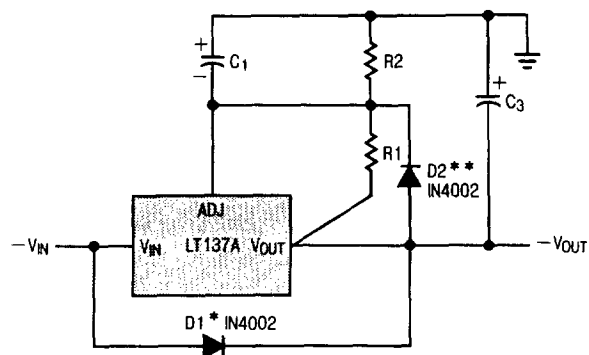 +
− C1
R2
+
C3
R1
D2**
IN4002
ADJ
−VIN
VIN LT137A VOUT
−VOUT
D1* IN4002